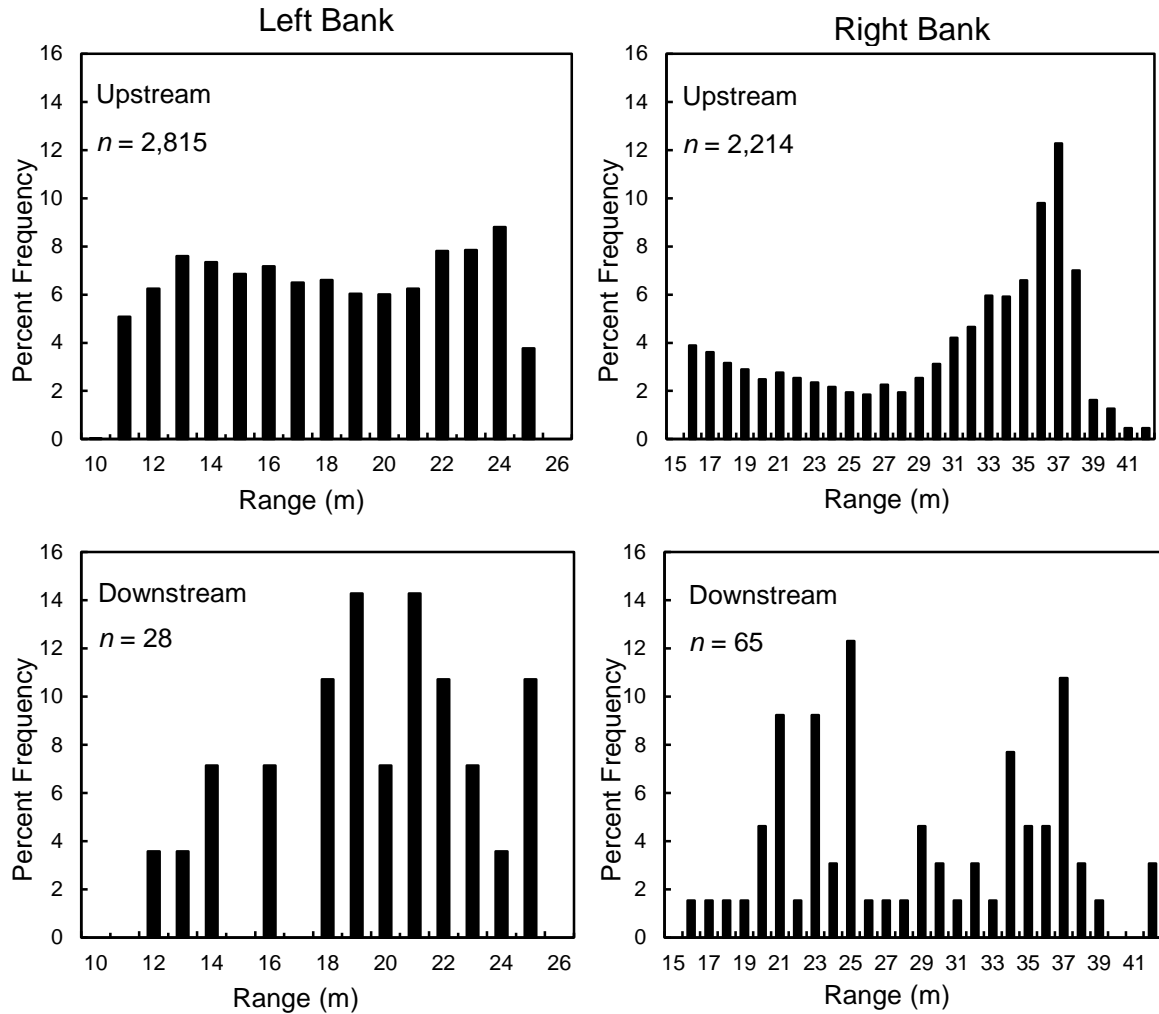 Left Bank
Right Bank
16
14
12
10
8
6
4
2
0
Percent Frequency
Upstream
n = 2,815
10 12 14 16 18 20 22 24 26
Range (m)
16
14
12
10
8
6
4
2
0
Percent Frequency
Upstream
n = 2,214
15 17 19 21 23 25 27 29 31 33 35 37 39 41
Range (m)
16
14
12
10
8
6
4
2
0
Percent Frequency
Downstream
n = 28
10 12 14 16 18 20 22 24 26
Range (m)
16
14
12
10
8
6
4
2
0
Percent Frequency
Downstream
n = 65
15 17 19 21 23 25 27 29 31 33 35 37 39 41
Range (m)